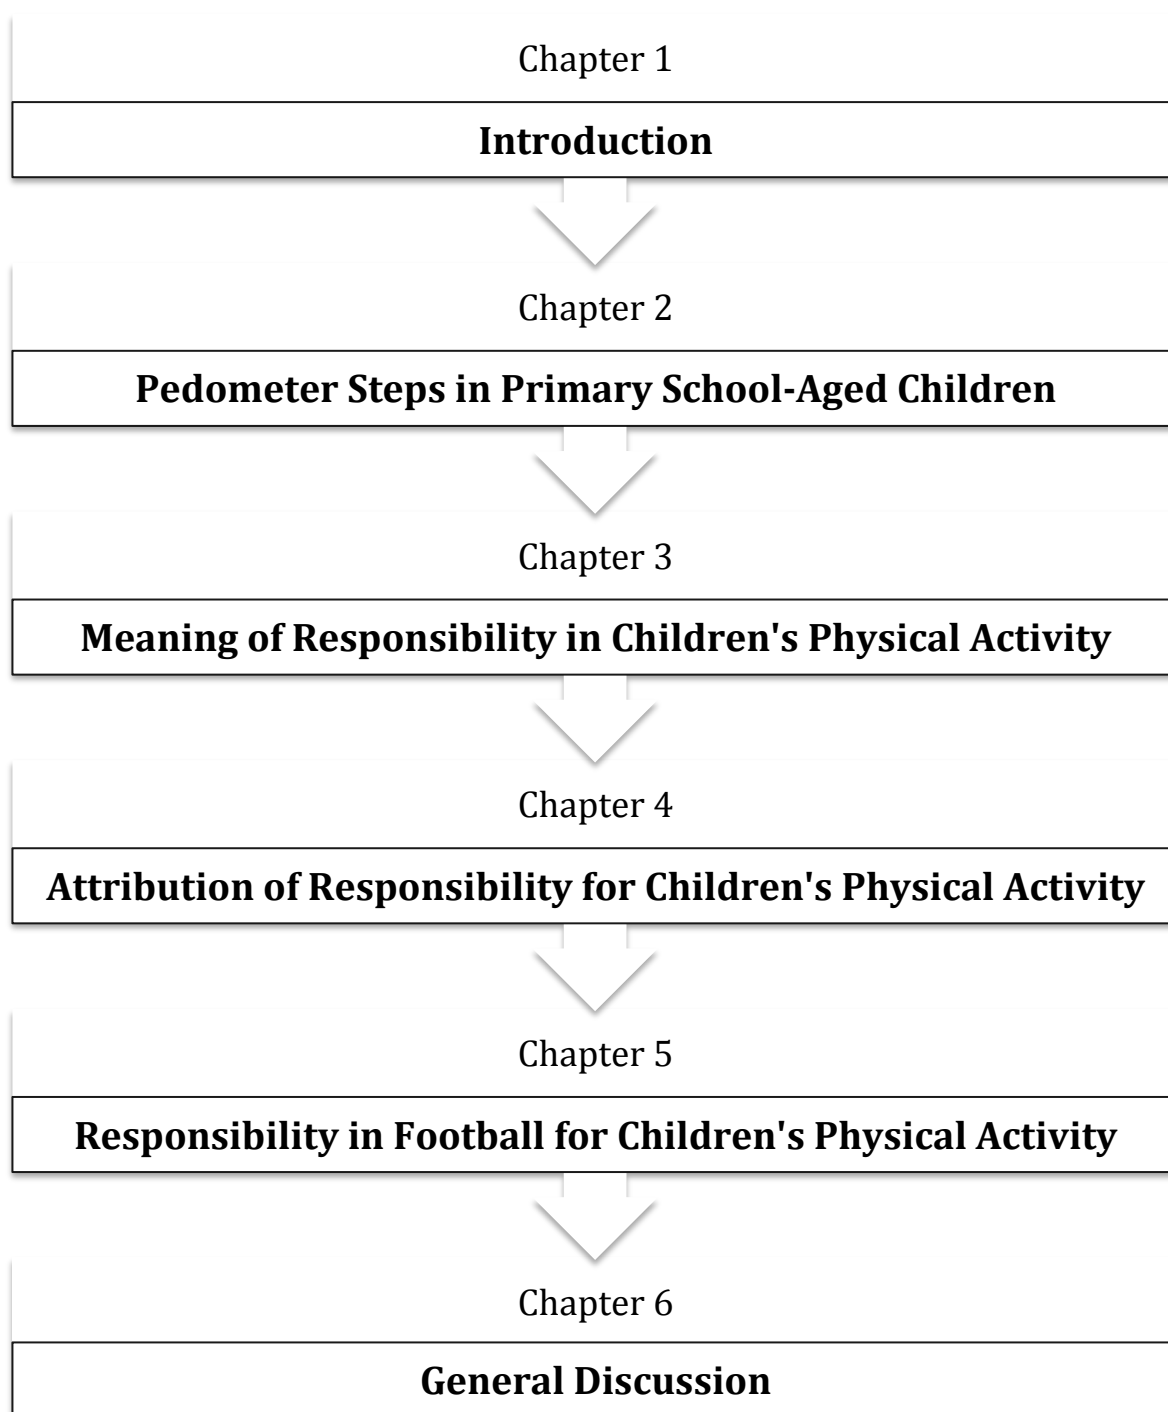 Chapter 1
Introduction
Chapter 2
Pedometer Steps in Primary School-Aged Children
Chapter 3
Meaning of Responsibility in Children's Physical Activity
Chapter 4
Attribution of Responsibility for Children's Physical Activity
Chapter 5
Responsibility in Football for Children's Physical Activity
Chapter 6
General Discussion